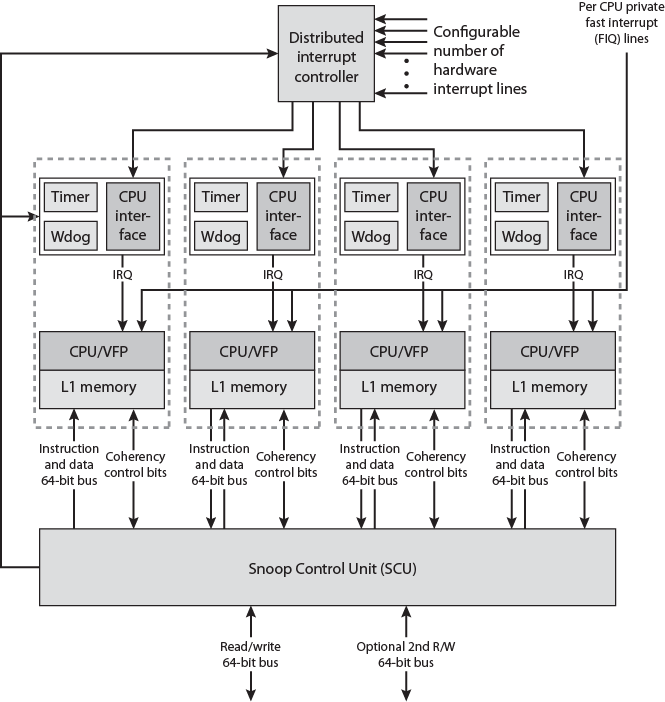 Per CPU private
fast interrupt
(FIQ) lines
Distributed
interrupt
controller
Configurable
number of
hardware
interrupt lines
Timer
Wdog
CPU
inter-
face
Timer
Wdog
CPU
inter-
face
Timer
Wdog
CPU
inter-
face
Timer
Wdog
CPU
inter-
face
IRQ
IRQ
IRQ
IRQ
CPU/VFP
L1 memory
CPU/VFP
L1 memory
CPU/VFP
L1 memory
CPU/VFP
L1 memory
Instruction
and data
64-bit bus
Coherency
control bits
Instruction
and data
64-bit bus
Coherency
control bits
Instruction
and data
64-bit bus
Coherency
control bits
Instruction
and data
64-bit bus
Coherency
control bits
Snoop Control Unit (SCU)
Read/write
64-bit bus
Optional 2nd R/W
64-bit bus